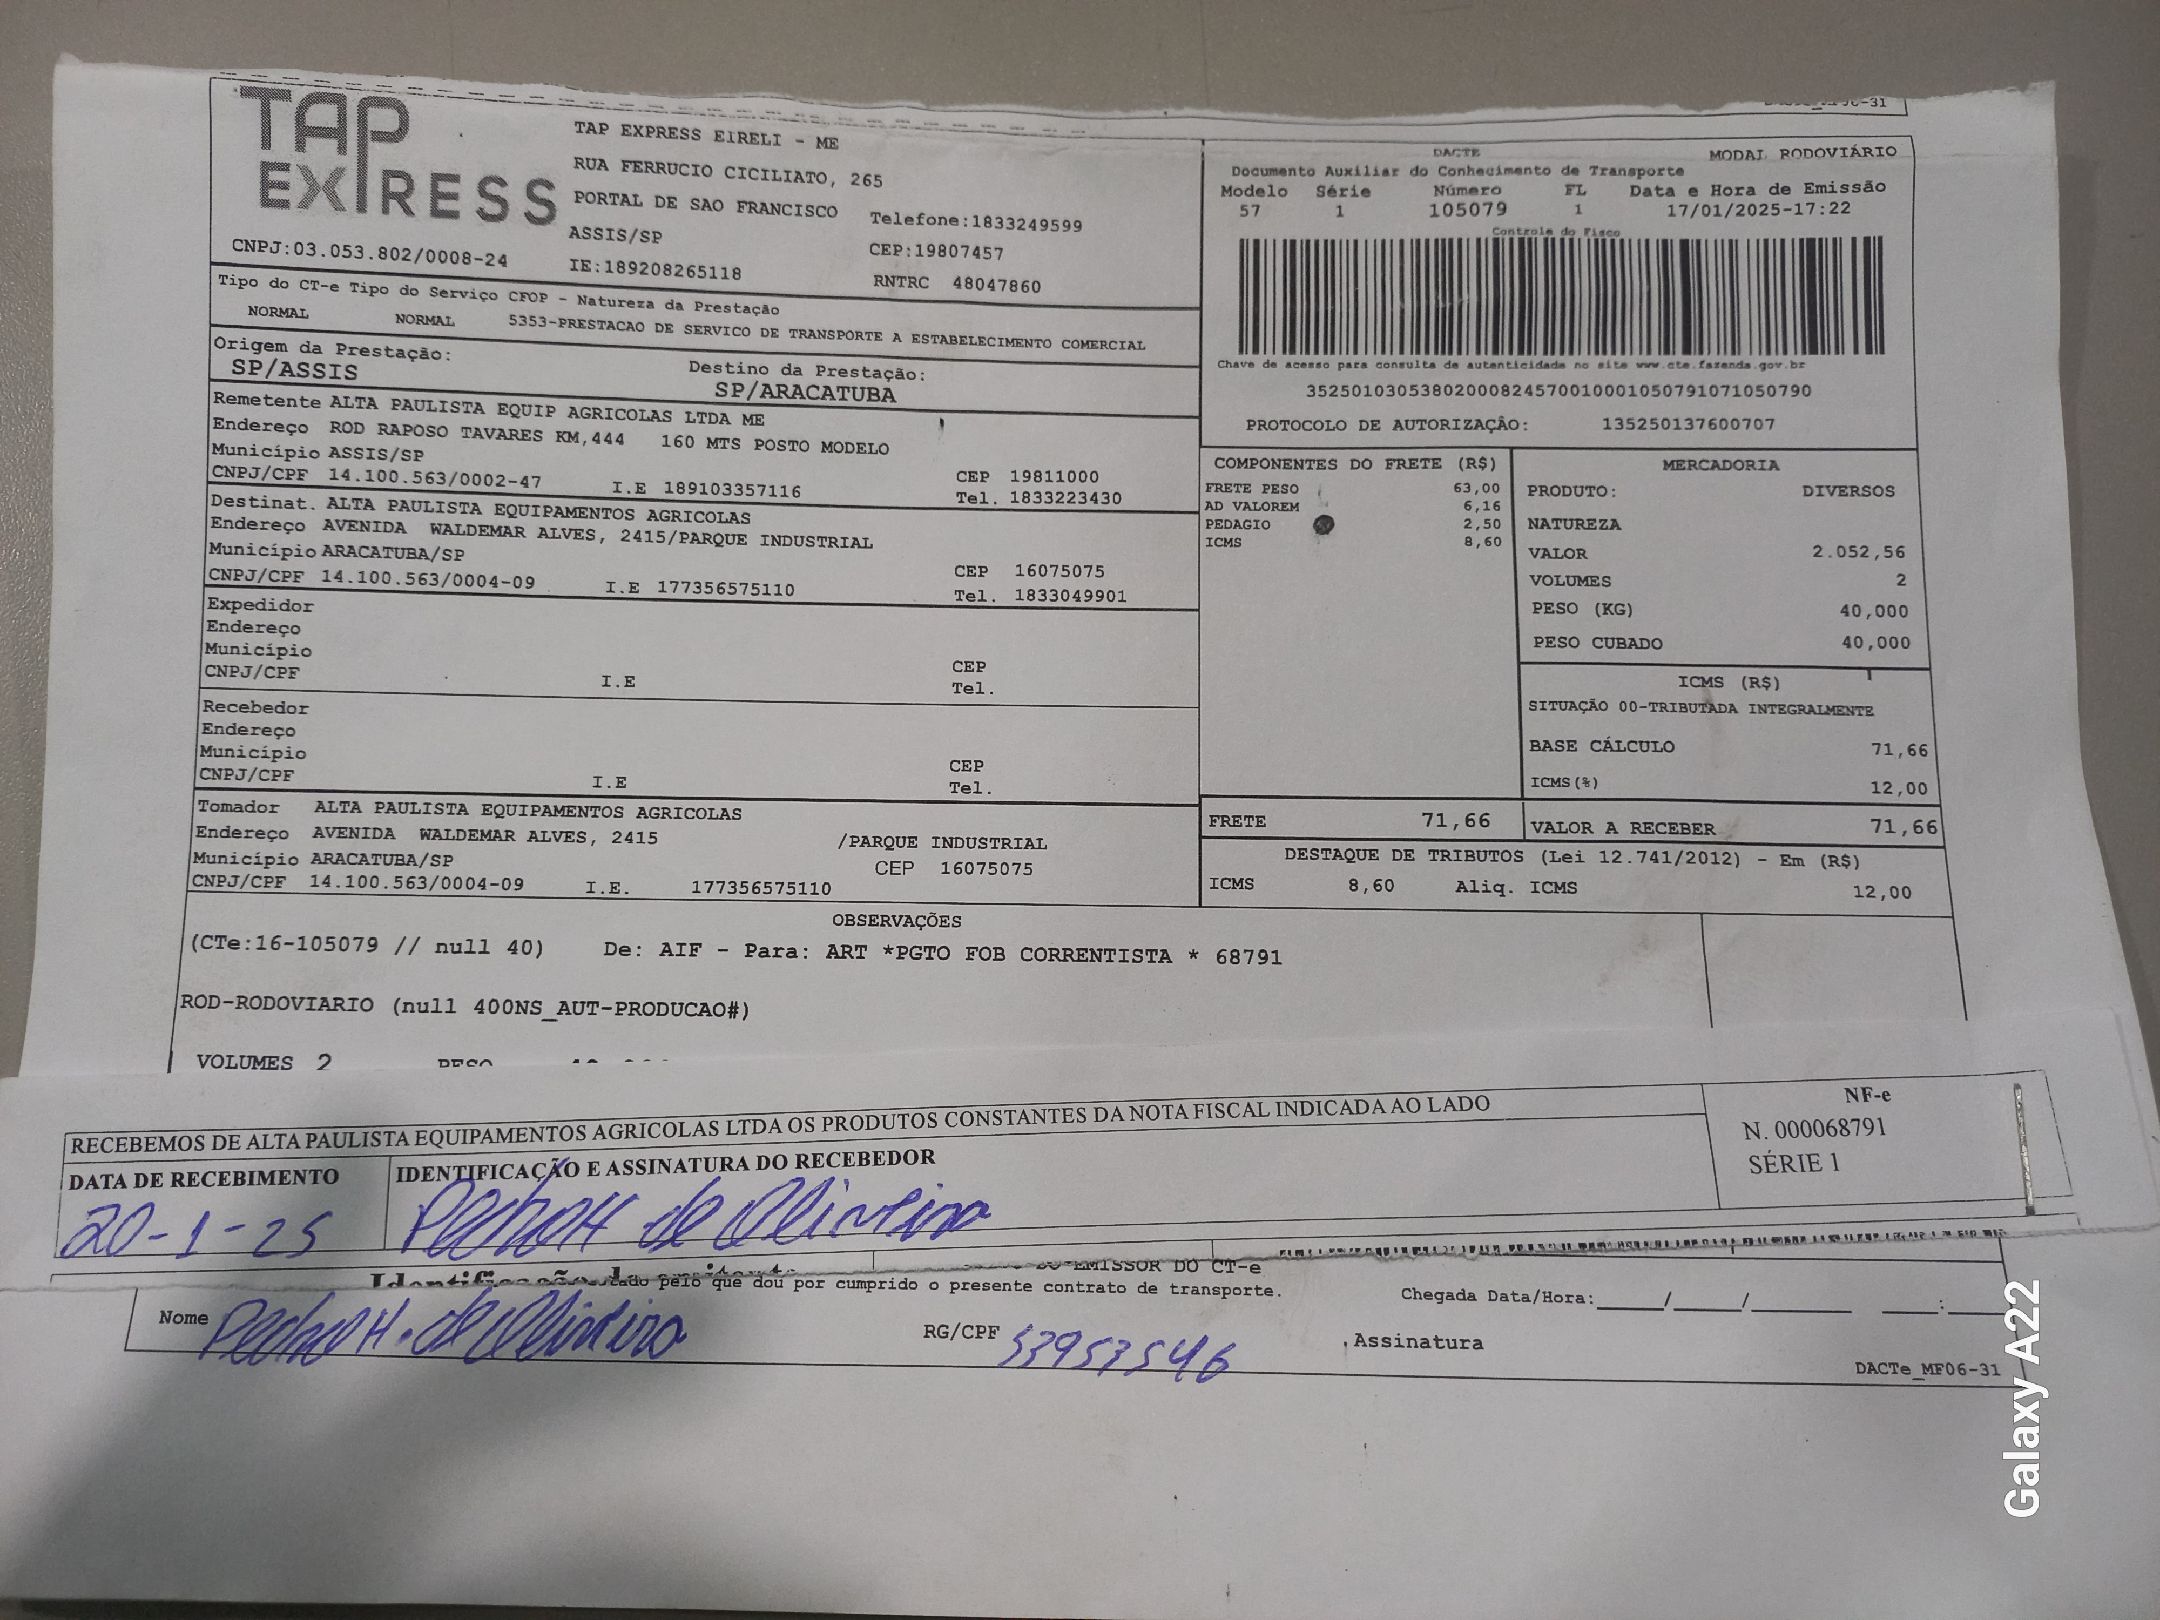 DACTe_MF06-31
TAP
EXPRESS
TAP EXPRESS EIRELI - ME
RUA FERRUCIO CICILIATO, 265
PORTAL DE SAO FRANCISCO
Telefone:1833249599
ASSIS/SP
CEP:19807457
CNPJ:03.053.802/0008-24
IE:189208265118
RNTRC 48047860
Tipo do CT-e Tipo do Serviço CFOP - Natureza da Prestação
NORMAL NORMAL 5353-PRESTACAO DE SERVICO DE TRANSPORTE A ESTABELECIMENTO COMERCIAL
Origem da Prestação:
SP/ASSIS
Destino da Prestação:
SP/ARACATUBA
Remetente ALTA PAULISTA EQUIP AGRICOLAS LTDA ME
Endereço ROD RAPOSO TAVARES KM,444 160 MTS POSTO MODELO
Município ASSIS/SP
CEP 19811000
CNPJ/CPF 14.100.563/0002-47 I.E 189103357116 Tel. 1833223430
Destinat. ALTA PAULISTA EQUIPAMENTOS AGRICOLAS
Endereço AVENIDA WALDEMAR ALVES, 2415/PARQUE INDUSTRIAL
Município ARACATUBA/SP
CEP 16075075
CNPJ/CPF 14.100.563/0004-09 I.E 177356575110 Tel. 1833049901
Expedidor
Endereço
Município
CEP
CNPJ/CPF I.E Tel.
Recebedor
Endereço
Município
CEP
CNPJ/CPF I.E Tel.
Tomador ALTA PAULISTA EQUIPAMENTOS AGRICOLAS
Endereço AVENIDA WALDEMAR ALVES, 2415 /PARQUE INDUSTRIAL
Município ARACATUBA/SP CEP 16075075
CNPJ/CPF 14.100.563/0004-09 I.E. 177356575110
DACTE MODAL RODOVIÁRIO
Documento Auxiliar do Conhecimento de Transporte
Modelo Série Número FL Data e Hora de Emissão
57 1 105079 1 17/01/2025-17:22
Controle do Fisco
Chave de acesso para consulta de autenticidade no site www.cte.fazenda.gov.br
35250103053802000824570010001050791071050790
PROTOCOLO DE AUTORIZAÇÂO: 135250137600707
COMPONENTES DO FRETE (R$)
FRETE PESO 63,00
AD VALOREM 6,16
PEDAGIO 2,50
ICMS 8,60
MERCADORIA
PRODUTO: DIVERSOS
NATUREZA
VALOR 2.052,56
VOLUMES 2
PESO (KG) 40,000
PESO CUBADO 40,000
ICMS (R$)
SITUAÇÃO 00-TRIBUTADA INTEGRALMENTE
BASE CÁLCULO 71,66
ICMS(%) 12,00
FRETE 71,66 VALOR A RECEBER 71,66
DESTAQUE DE TRIBUTOS (Lei 12.741/2012) - Em (R$)
ICMS 8,60 Aliq. ICMS 12,00
OBSERVAÇÕES
(CTe:16-105079 // null 40) De: AIF - Para: ART *PGTO FOB CORRENTISTA * 68791
ROD-RODOVIARIO (null 400NS_AUT-PRODUCAO#)
VOLUMES 2 PESO
RECEBEMOS DE ALTA PAULISTA EQUIPAMENTOS AGRICOLAS LTDA OS PRODUTOS CONSTANTES DA NOTA FISCAL INDICADA AO LADO
NF-e
N. 000068791
SÉRIE 1
DATA DE RECEBIMENTO IDENTIFICAÇÃO E ASSINATURA DO RECEBEDOR
20-1-25 Pedro H de Oliveira
EMISSOR DO CT-e
pelo que dou por cumprido o presente contrato de transporte.
Chegada Data/Hora:____/____/______ ____:____
Nome Pedro H. de Oliveira RG/CPF 539535546 .Assinatura
DACTe_MF06-31
Galaxy A22